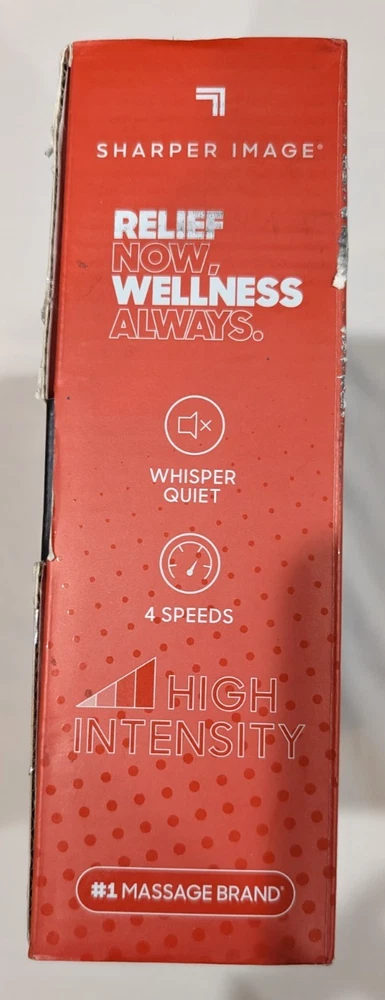 SHARPER IMAGE®
RELIEF
NOW,
WELLNESS
ALWAYS.
WHISPER
QUIET
4 SPEEDS
HIGH
INTENSITY
#1 MASSAGE BRAND*